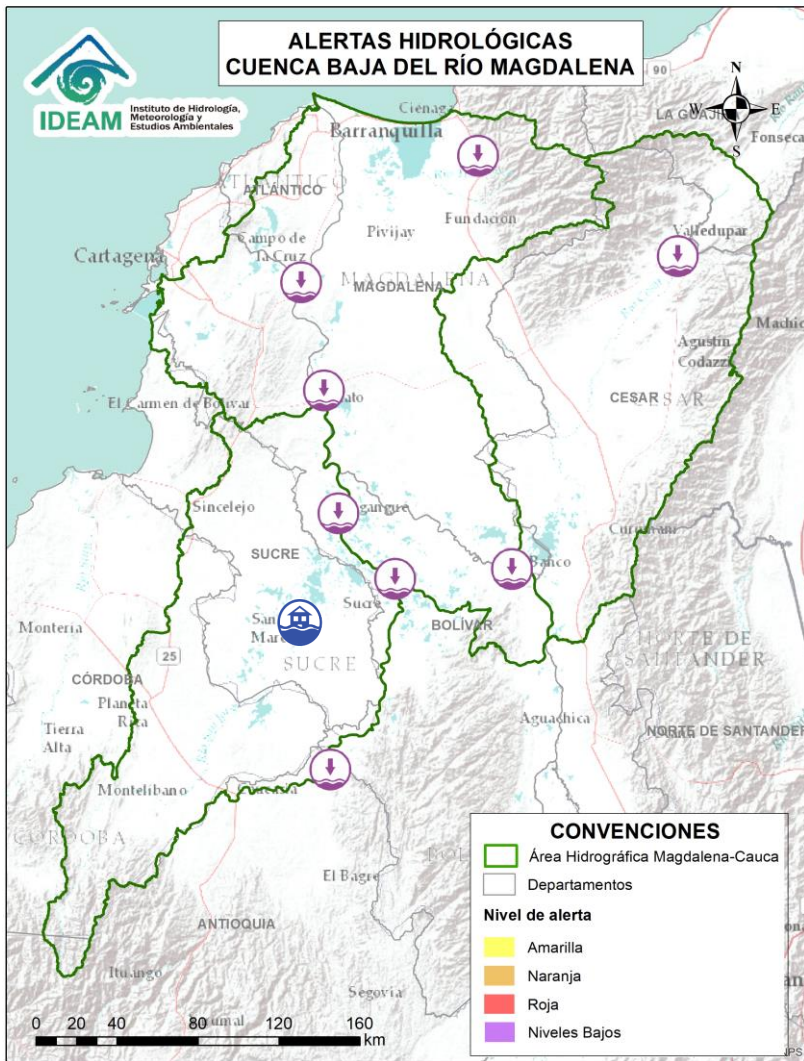 ALERTAS HIDROLÓGICAS
CUENCA BAJA DEL RÍO MAGDALENA
IDEAM
Instituto de Hidrología,
Meteorología y
Estudios Ambientales
N
W E
S
90
LA GUAJIRA
Fonseca
Ciénaga
Barranquilla
ATLÁNTICO
ATLÁNTICO
Fundación
Pivijay
Valledupar
Campo de
la Cruz
Cartagena
MAGDALENA
MAGDALENA
Agustín
Codazzi
CESAR
CESAR
El Carmen de Bolívar
Sincelejo
Curumaní
SUCRE
Banco
Sucre
BOLÍVAR
San
SUCRE
Montería
25
NORTE DE
SANTANDER
CÓRDOBA
Planeta
Rica
Aguachica
Tierra
Alta
NORTE DE SANTANDER
Montelibano
CÓRDOBA
El Bagre
ANTIOQUIA
Ituango
Segovia
0 20 40 80 120 160
km
CONVENCIONES
Área Hidrográfica Magdalena-Cauca
Departamentos
Nivel de alerta
Amarilla
Naranja
Roja
Niveles Bajos